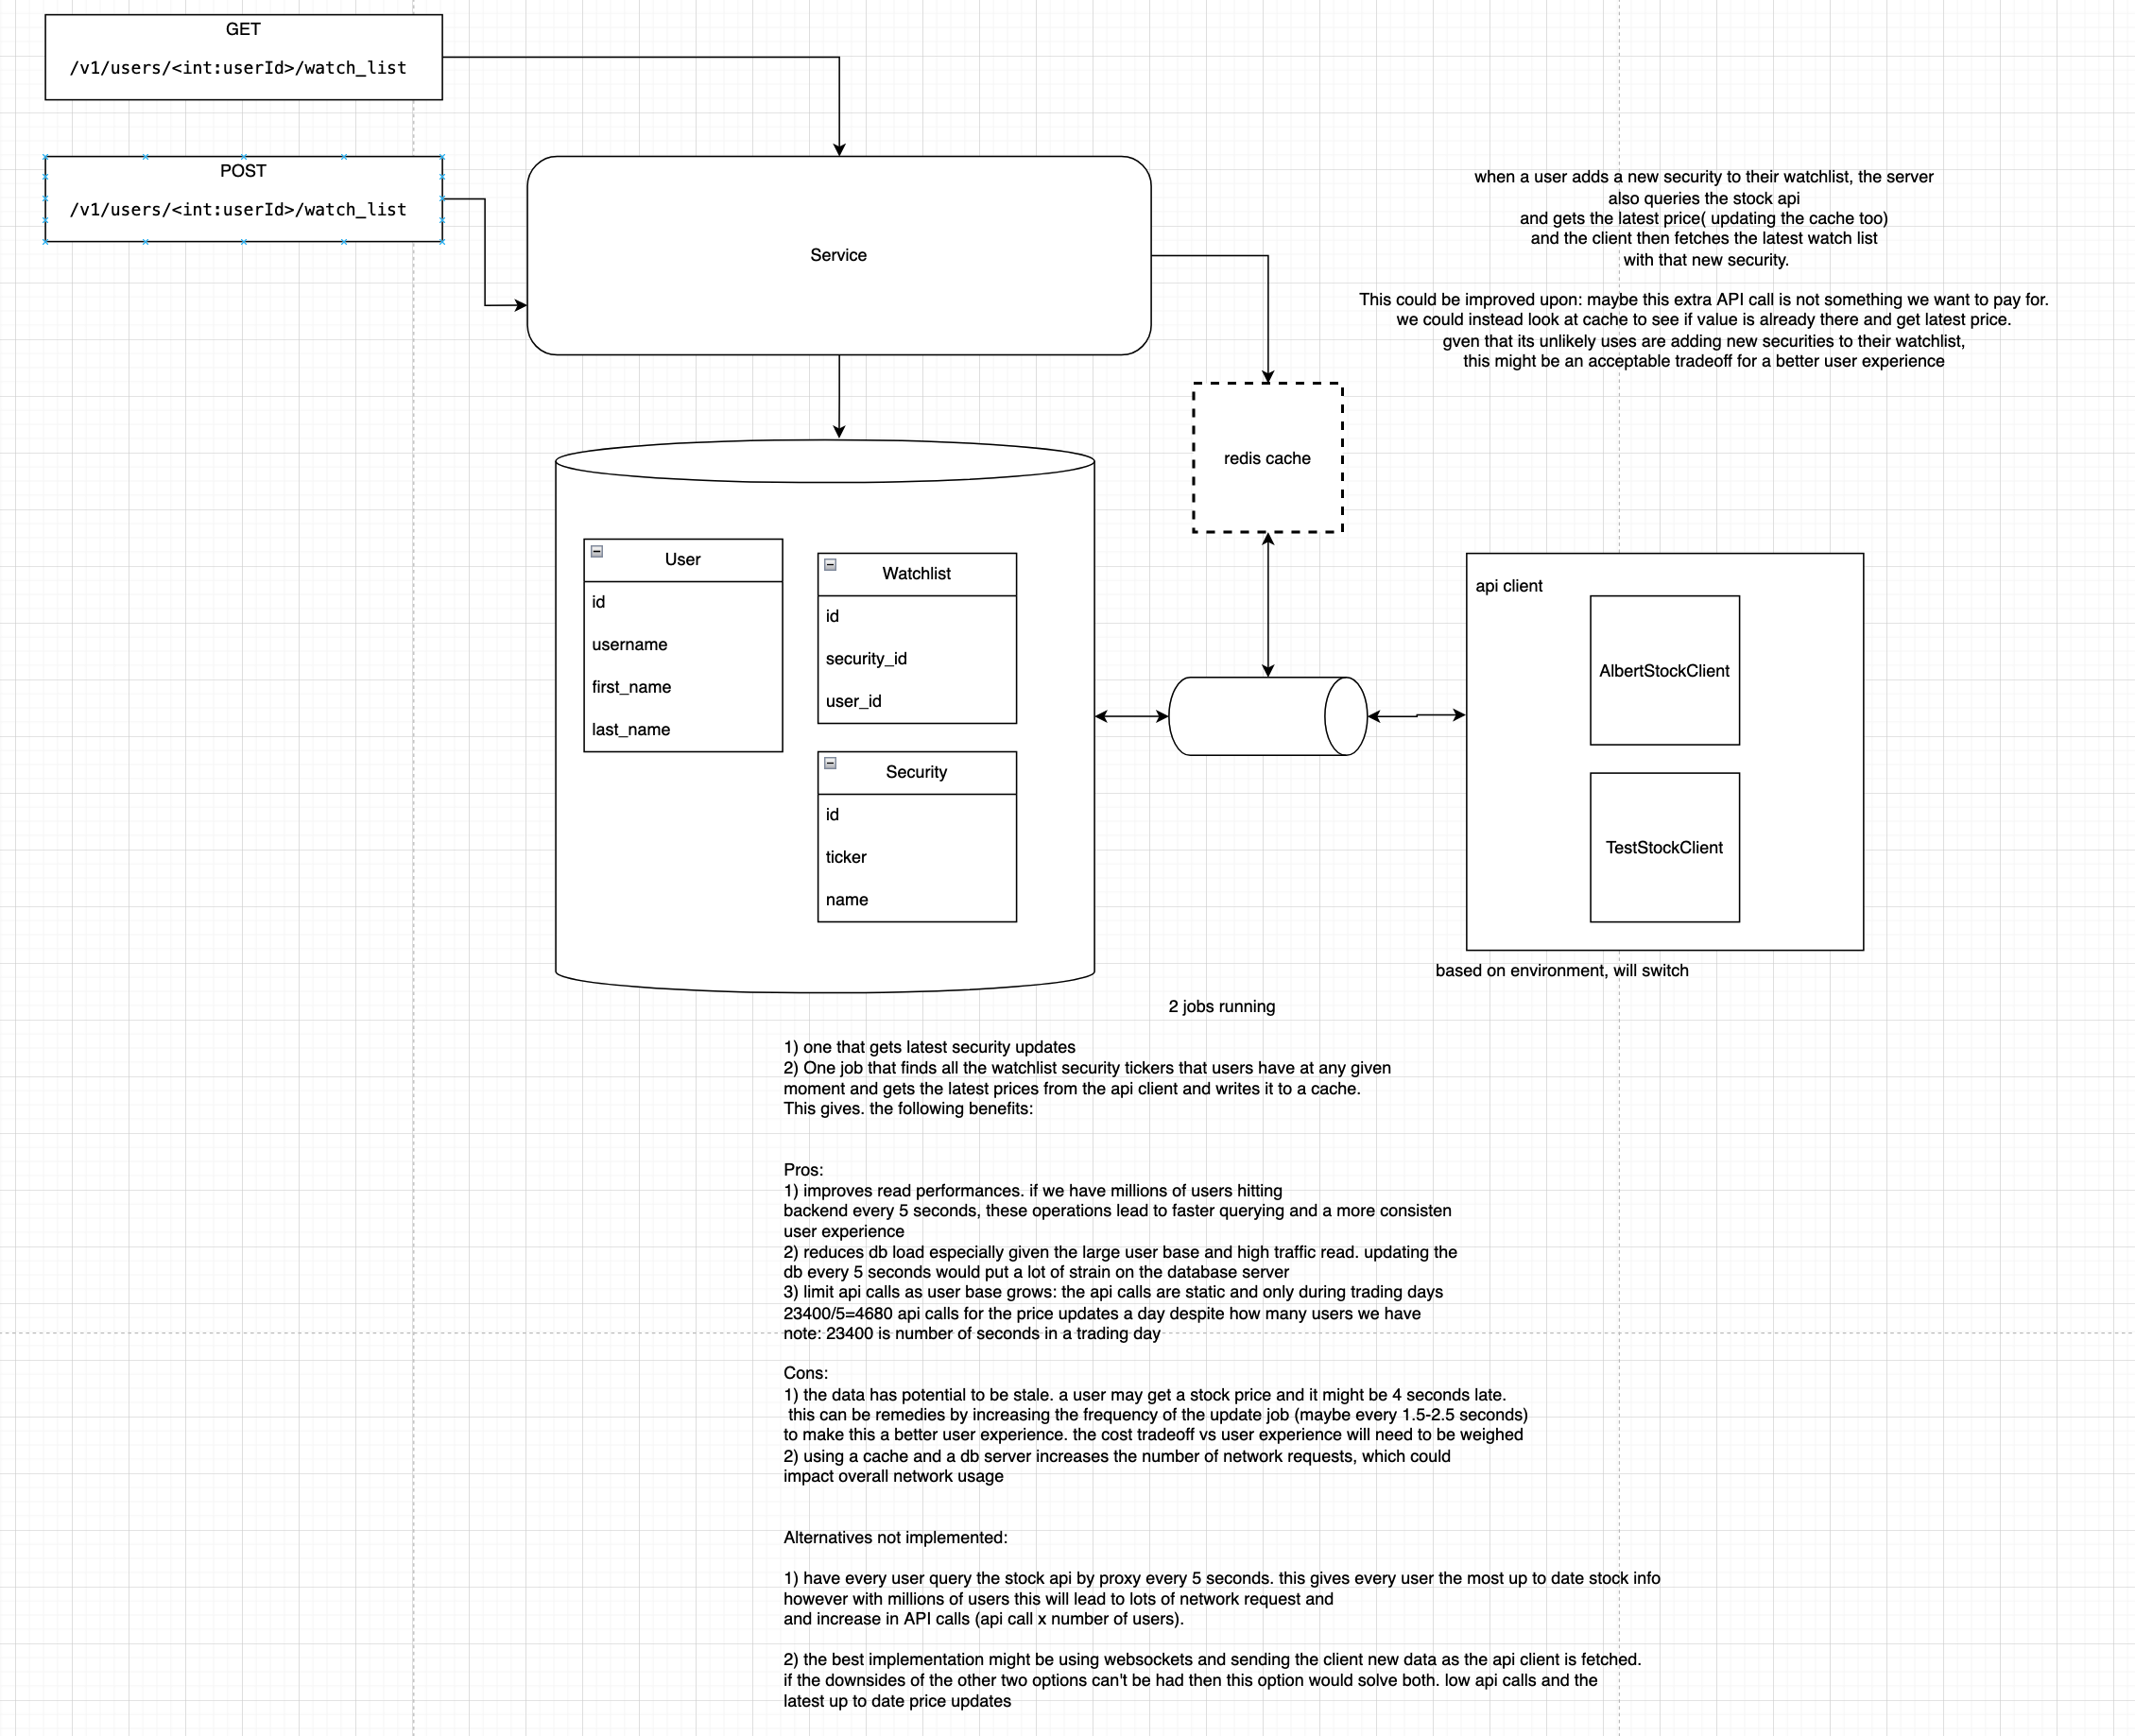 GET
/v1/users/<int:userId>/watch_list
POST
/v1/users/<int:userId>/watch_list
Service
when a user adds a new security to their watchlist, the server
also queries the stock api
and gets the latest price( updating the cache too)
and the client then fetches the latest watch list
with that new security.
This could be improved upon: maybe this extra API call is not something we want to pay for.
we could instead look at cache to see if value is already there and get latest price.
gven that its unlikely uses are adding new securities to their watchlist,
this might be an acceptable tradeoff for a better user experience
redis cache
User
id
username
first_name
last_name
Watchlist
id
security_id
user_id
Security
id
ticker
name
api client
AlbertStockClient
TestStockClient
based on environment, will switch
2 jobs running
1) one that gets latest security updates
2) One job that finds all the watchlist security tickers that users have at any given
moment and gets the latest prices from the api client and writes it to a cache.
This gives. the following benefits:
Pros:
1) improves read performances. if we have millions of users hitting
backend every 5 seconds, these operations lead to faster querying and a more consisten
user experience
2) reduces db load especially given the large user base and high traffic read. updating the
db every 5 seconds would put a lot of strain on the database server
3) limit api calls as user base grows: the api calls are static and only during trading days
23400/5=4680 api calls for the price updates a day despite how many users we have
note: 23400 is number of seconds in a trading day
Cons:
1) the data has potential to be stale. a user may get a stock price and it might be 4 seconds late.
this can be remedies by increasing the frequency of the update job (maybe every 1.5-2.5 seconds)
to make this a better user experience. the cost tradeoff vs user experience will need to be weighed
2) using a cache and a db server increases the number of network requests, which could
impact overall network usage
Alternatives not implemented:
1) have every user query the stock api by proxy every 5 seconds. this gives every user the most up to date stock info
however with millions of users this will lead to lots of network request and
and increase in API calls (api call x number of users).
2) the best implementation might be using websockets and sending the client new data as the api client is fetched.
if the downsides of the other two options can't be had then this option would solve both. low api calls and the
latest up to date price updates